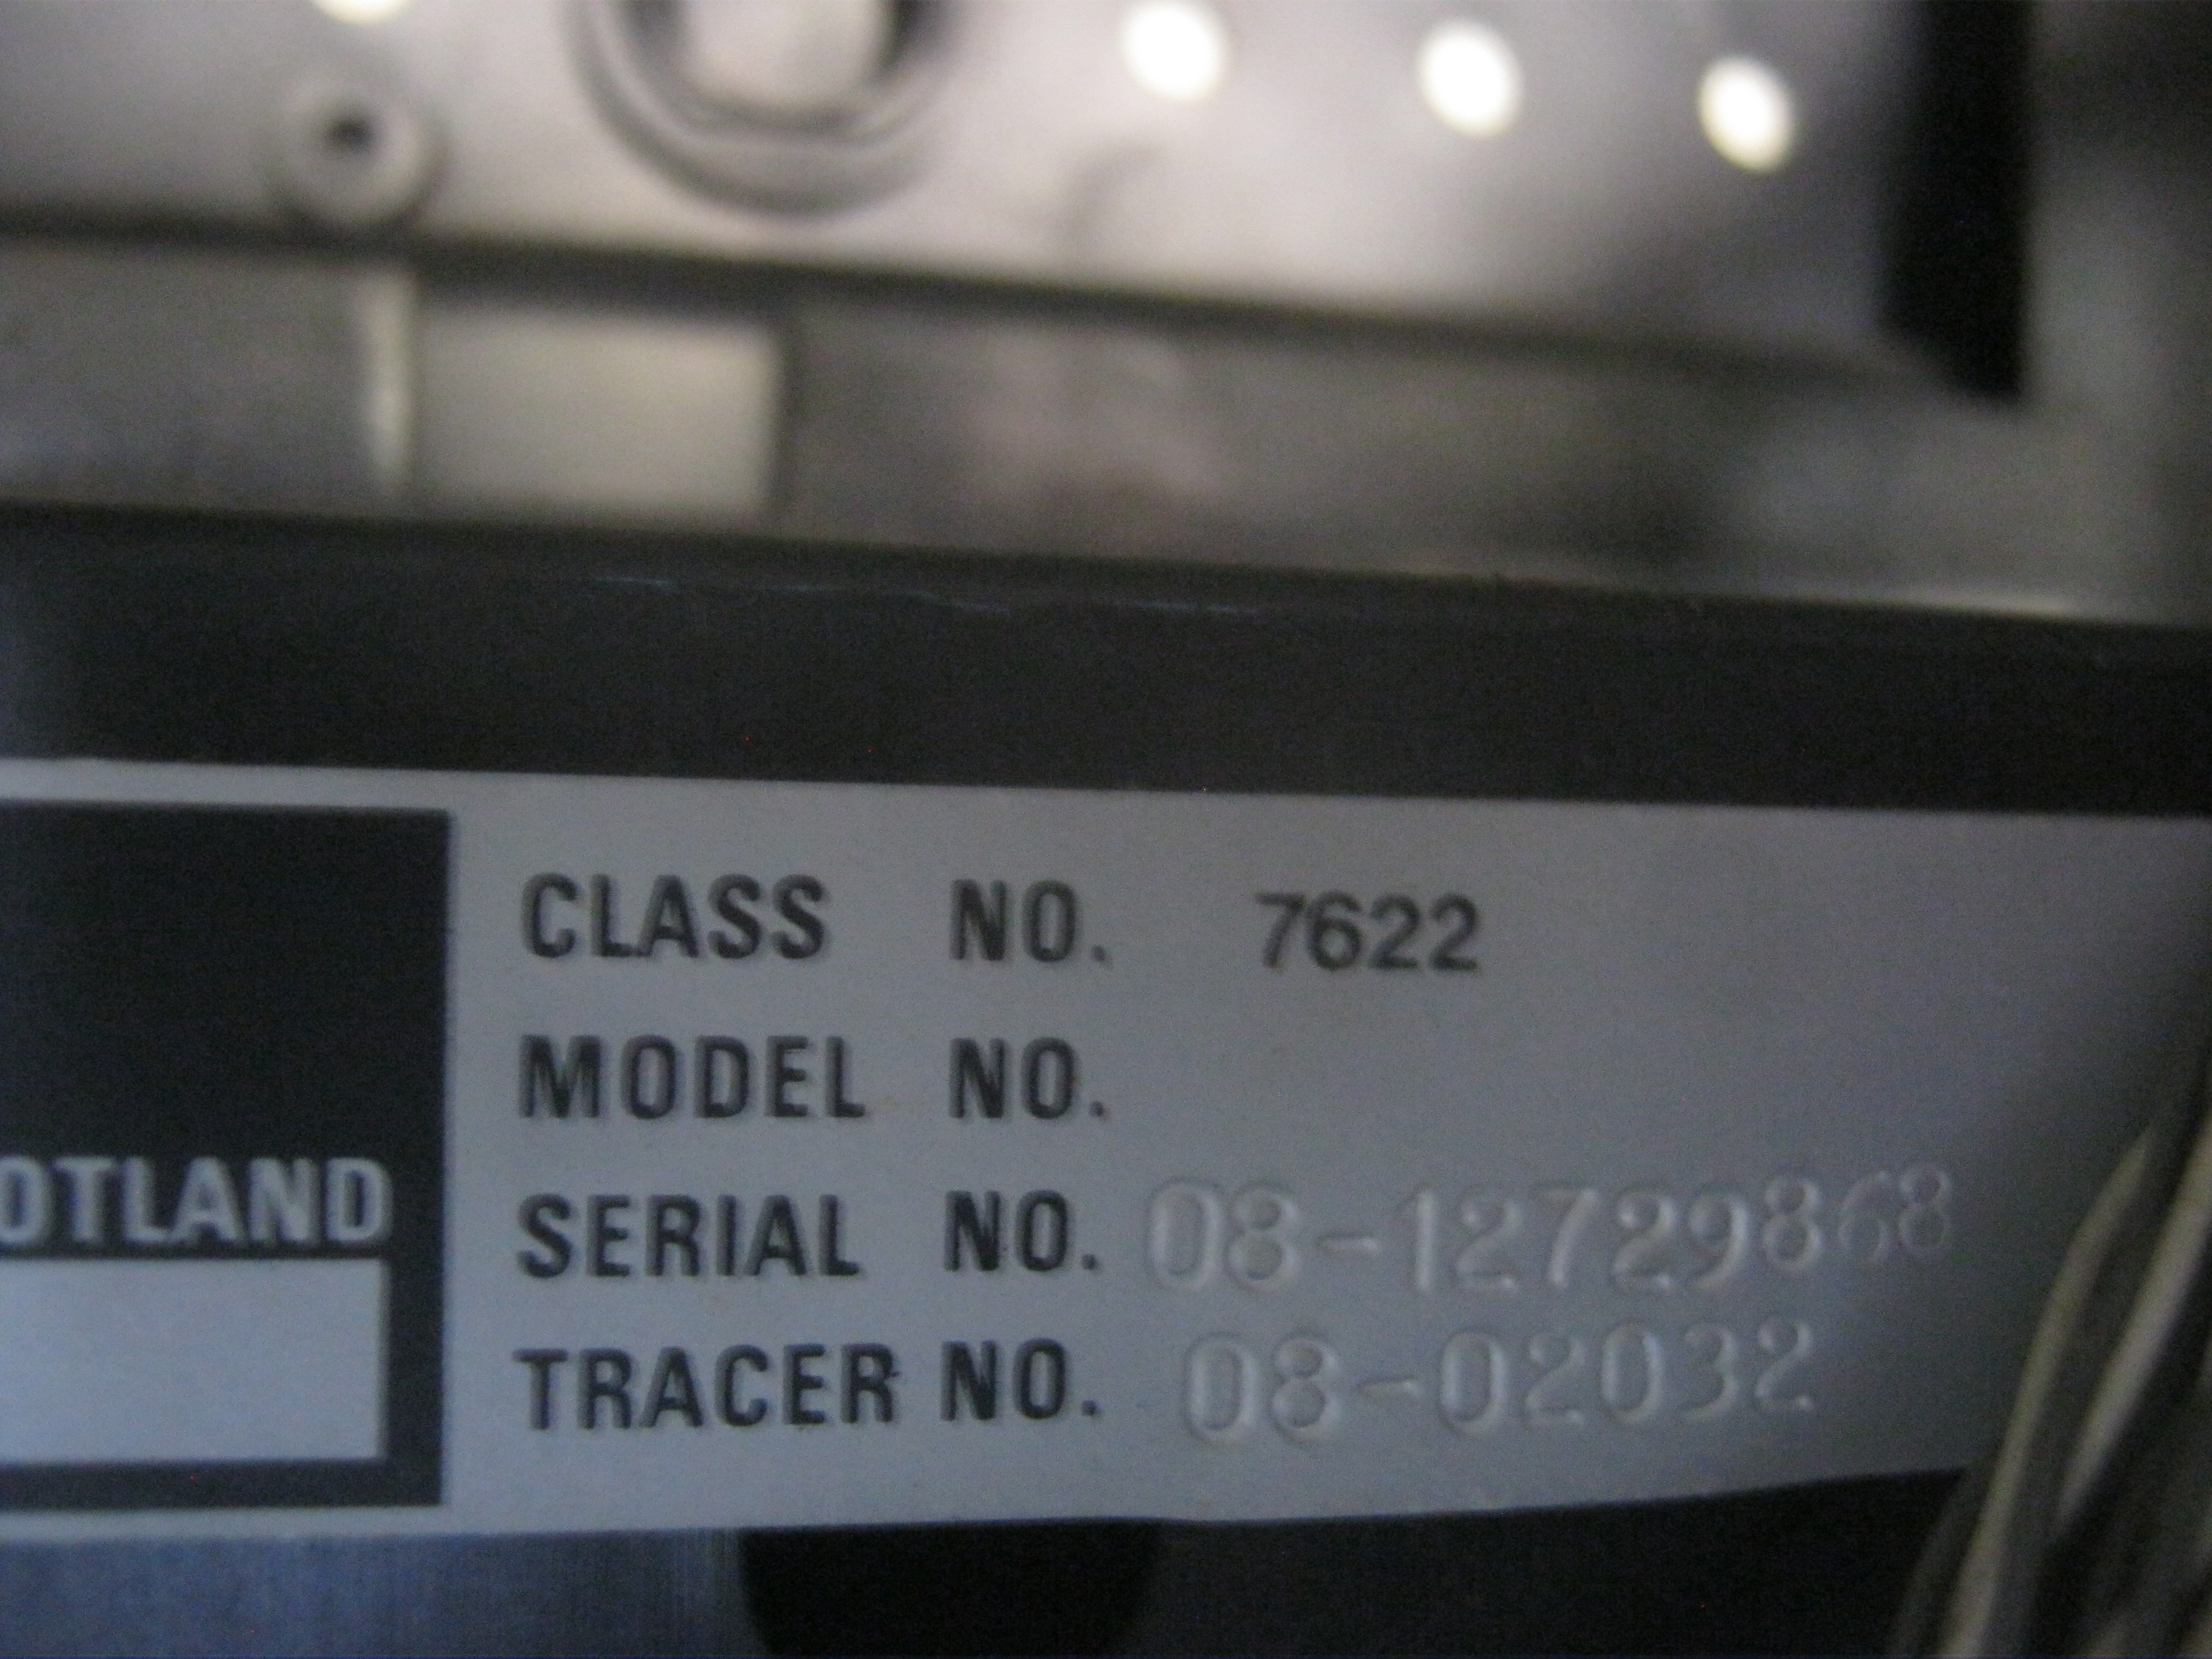 CLASS NO. 7622
MODEL NO.
SERIAL NO. 08-12729868
TRACER NO. 08-02032
OTLAND